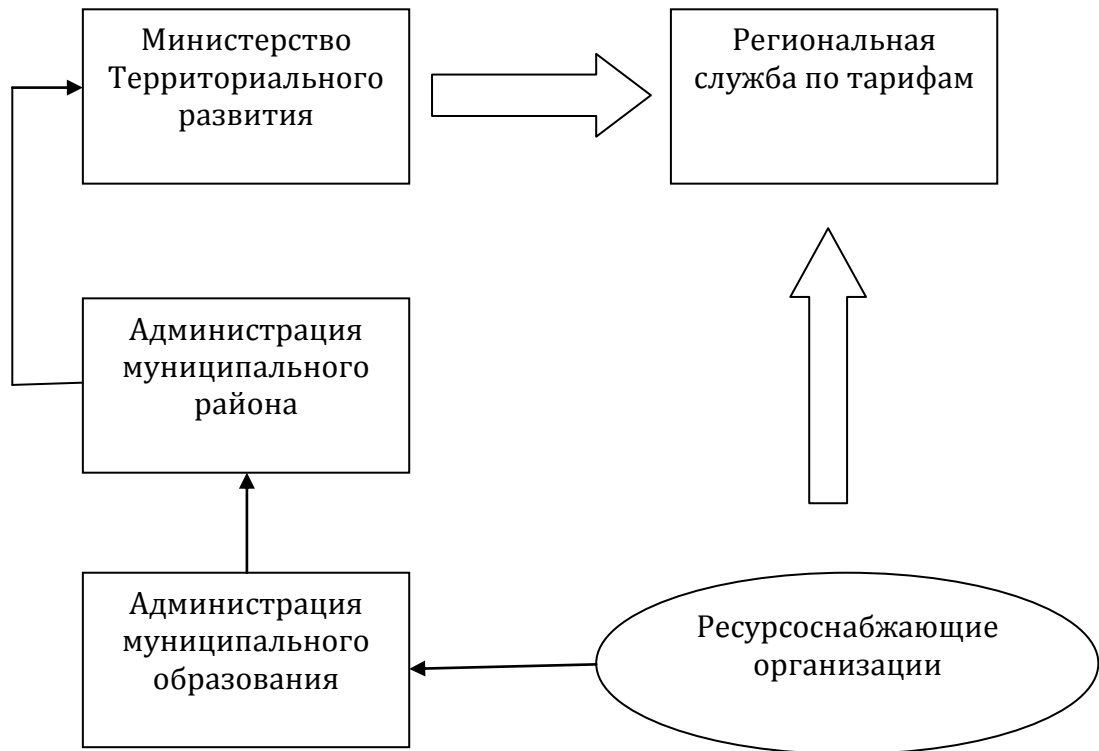 Министерство
Территориального
развития
Региональная
служба по тарифам
Администрация
муниципального
района
Администрация
муниципального
образования
Ресурсоснабжающие
организации